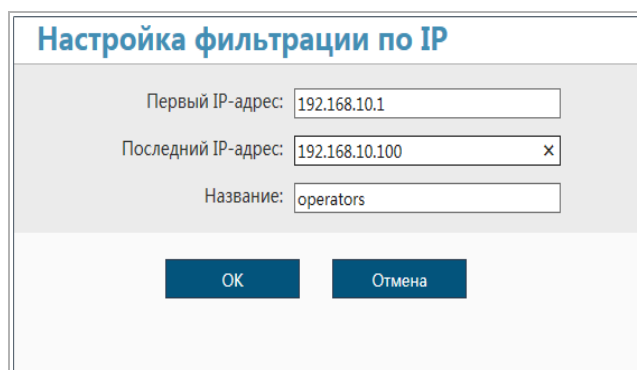 Настройка фильтрации по IP
Первый IP-адрес: 192.168.10.1
Последний IP-адрес: 192.168.10.100 ×
Название: operators
OK Отмена